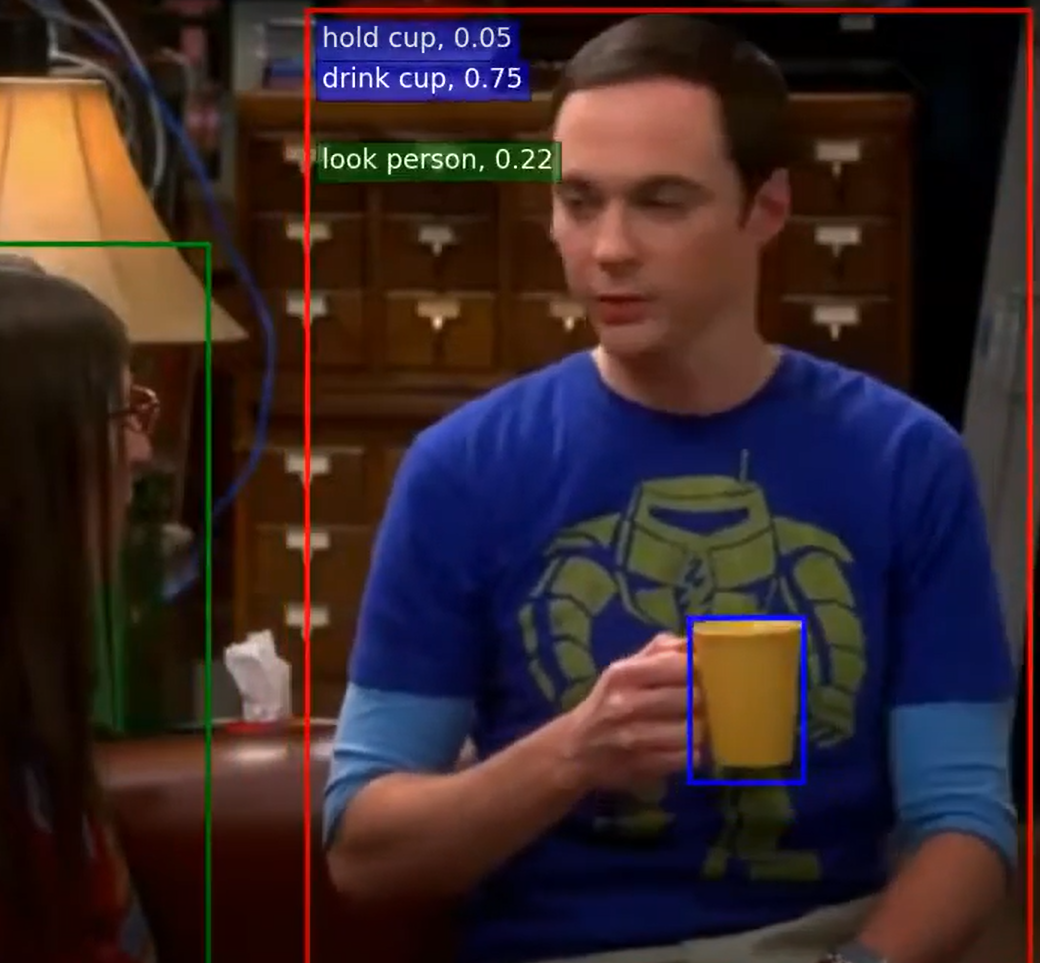 hold cup, 0.05
drink cup, 0.75
look person, 0.22